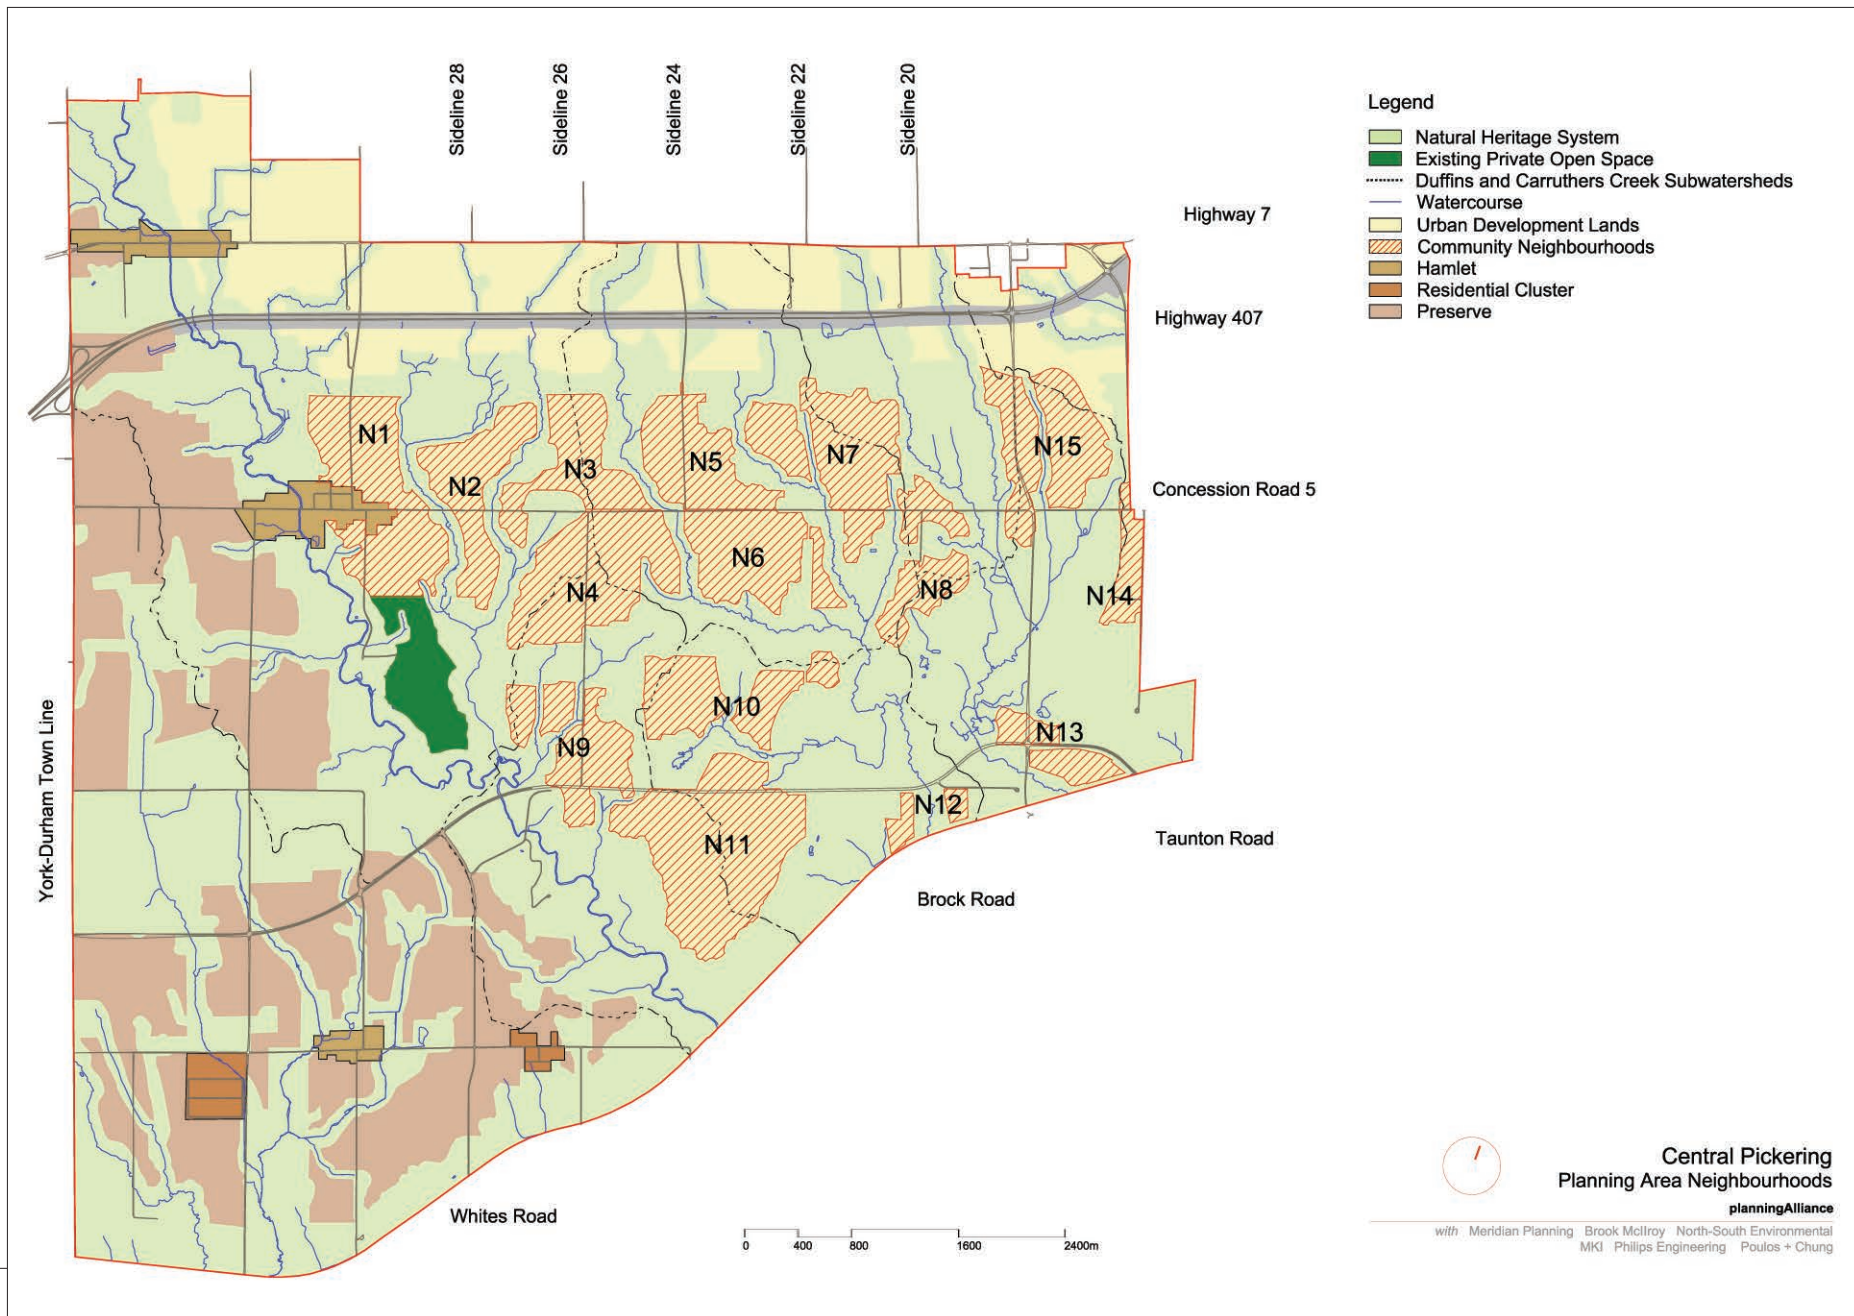 Sideline 28
Sideline 26
Sideline 24
Sideline 22
Sideline 20
Legend
Natural Heritage System
Existing Private Open Space
Duffins and Carruthers Creek Subwatersheds
Watercourse
Urban Development Lands
Community Neighbourhoods
Hamlet
Residential Cluster
Preserve
Highway 7
Highway 407
Concession Road 5
N1
N2
N3
N5
N7
N15
N6
N4
N8
N14
N10
N9
N13
N12
N11
York-Durham Town Line
Taunton Road
Brock Road
Whites Road
0 400 800 1600 2400m
Central Pickering
Planning Area Neighbourhoods
planningAlliance
with Meridian Planning Brook McIlroy North-South Environmental
MKI Philips Engineering Poulos + Chung